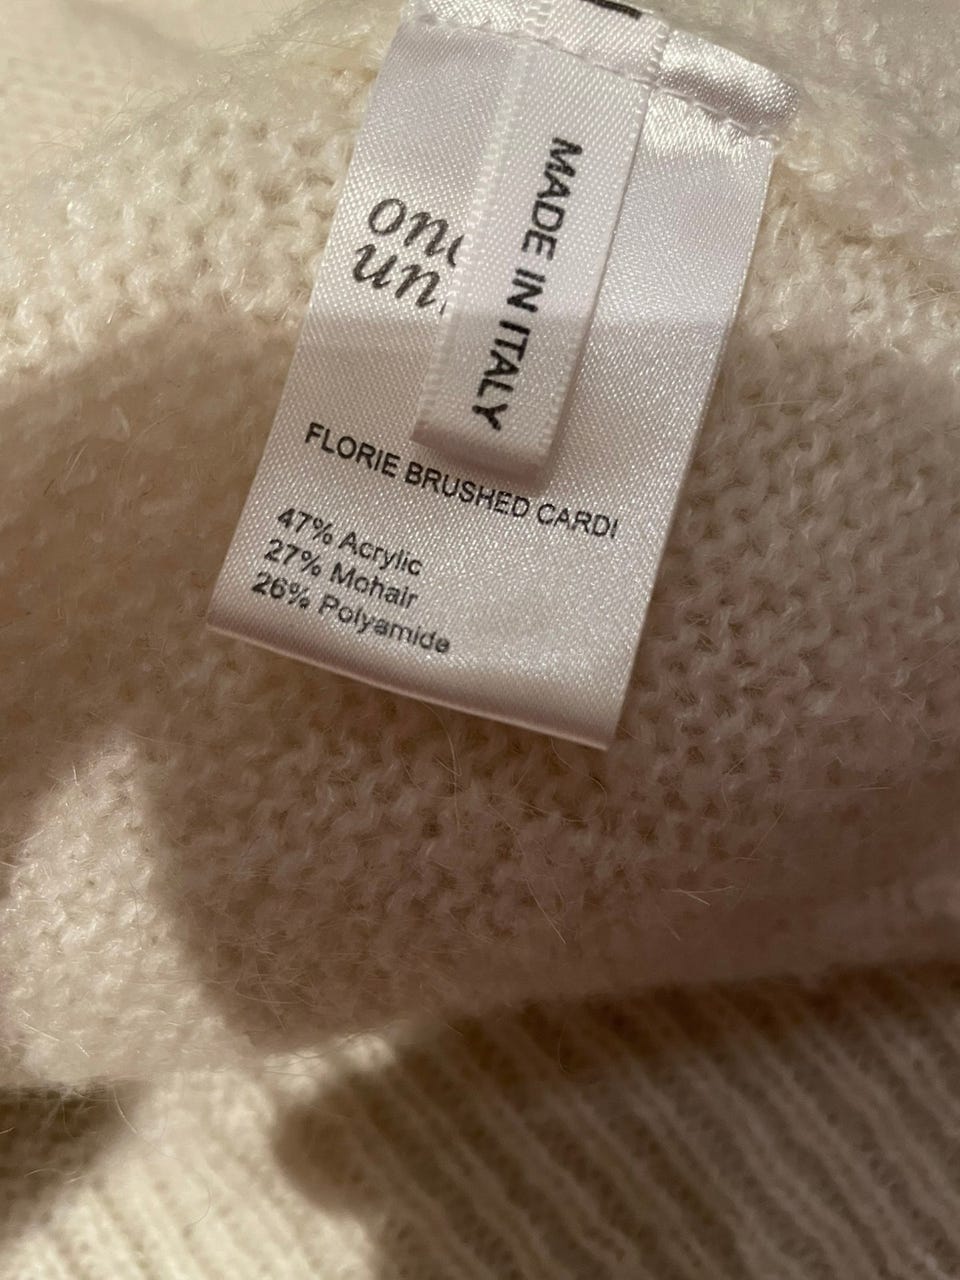 MADE IN ITALY
FLORIE BRUSHED CARDI
47% Acrylic
27% Mohair
26% Polyamide